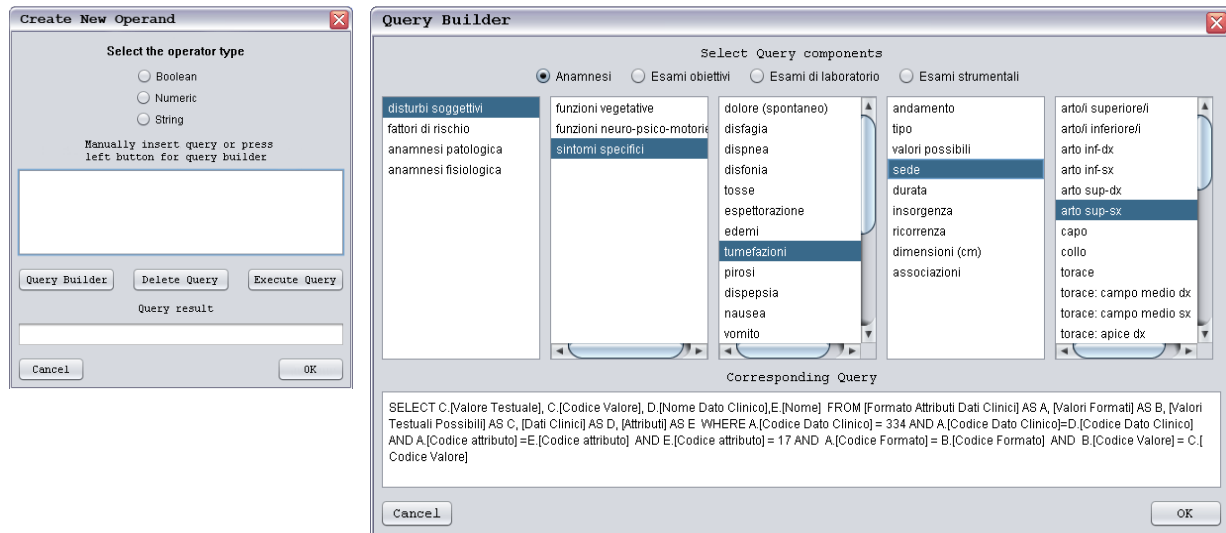 Create New Operand
Select the operator type
Boolean
Numeric
String
Manually insert query or press
left button for query builder
Query Builder
Delete Query
Execute Query
Query result
Cancel
OK
Query Builder
Select Query components
Anamnesi
Esami obiettivi
Esami di laboratorio
Esami strumentali
disturbi soggettivi
fattori di rischio
anamnesi patologica
anamnesi fisiologica
funzioni vegetative
funzioni neuro-psico-motorie
sintomi specifici
dolore (spontaneo)
disfagia
dispnea
disfonia
tosse
espettorazione
edemi
tumefazioni
pirosi
dispepsia
nausea
vomito
andamento
tipo
valori possibili
sede
durata
insorgenza
ricorrenza
dimensioni (cm)
associazioni
arto/i superiore/i
arto/i inferiore/i
arto inf-dx
arto inf-sx
arto sup-dx
arto sup-sx
capo
collo
torace
torace: campo medio dx
torace: campo medio sx
torace: apice dx
Corresponding Query
SELECT C.[Valore Testuale], C.[Codice Valore], D.[Nome Dato Clinico],E.[Nome] FROM [Formato Attributi Dati Clinici] AS A, [Valori Formati] AS B, [Valori
Testuali Possibili] AS C, [Dati Clinici] AS D, [Attributi] AS E WHERE A.[Codice Dato Clinico] = 334 AND A.[Codice Dato Clinico]=D.[Codice Dato Clinico]
AND A.[Codice attributo] =E.[Codice attributo] AND E.[Codice attributo] = 17 AND A.[Codice Formato] = B.[Codice Formato] AND B.[Codice Valore] = C.[
Codice Valore]
Cancel
OK